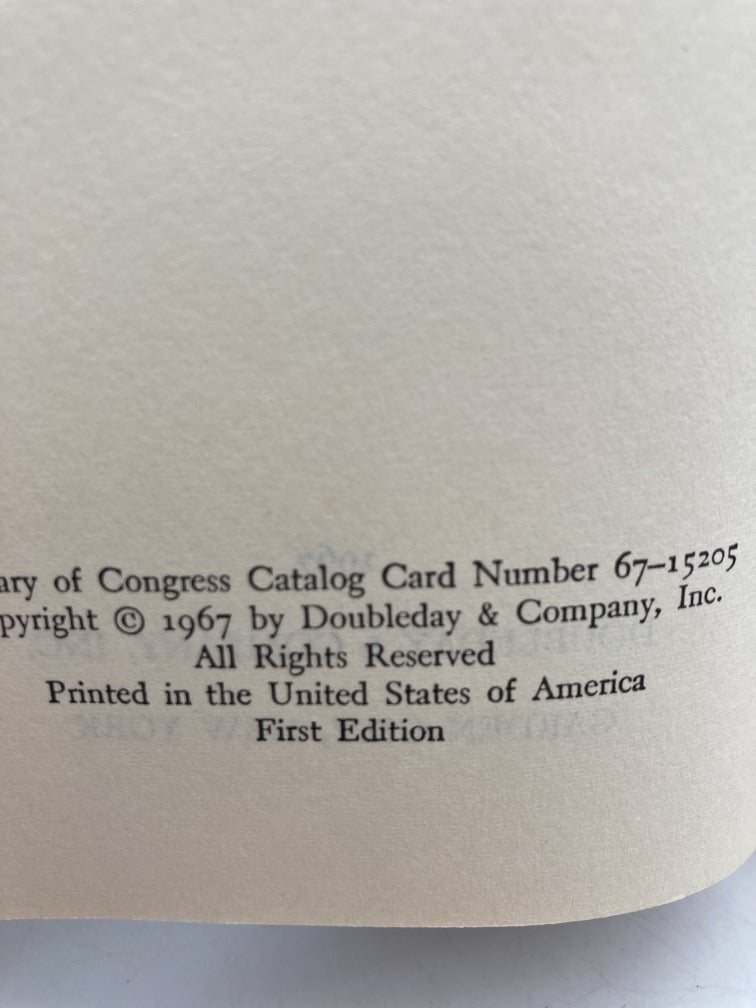 ary of Congress Catalog Card Number 67–15205
pyright © 1967 by Doubleday & Company, Inc.
All Rights Reserved
Printed in the United States of America
First Edition